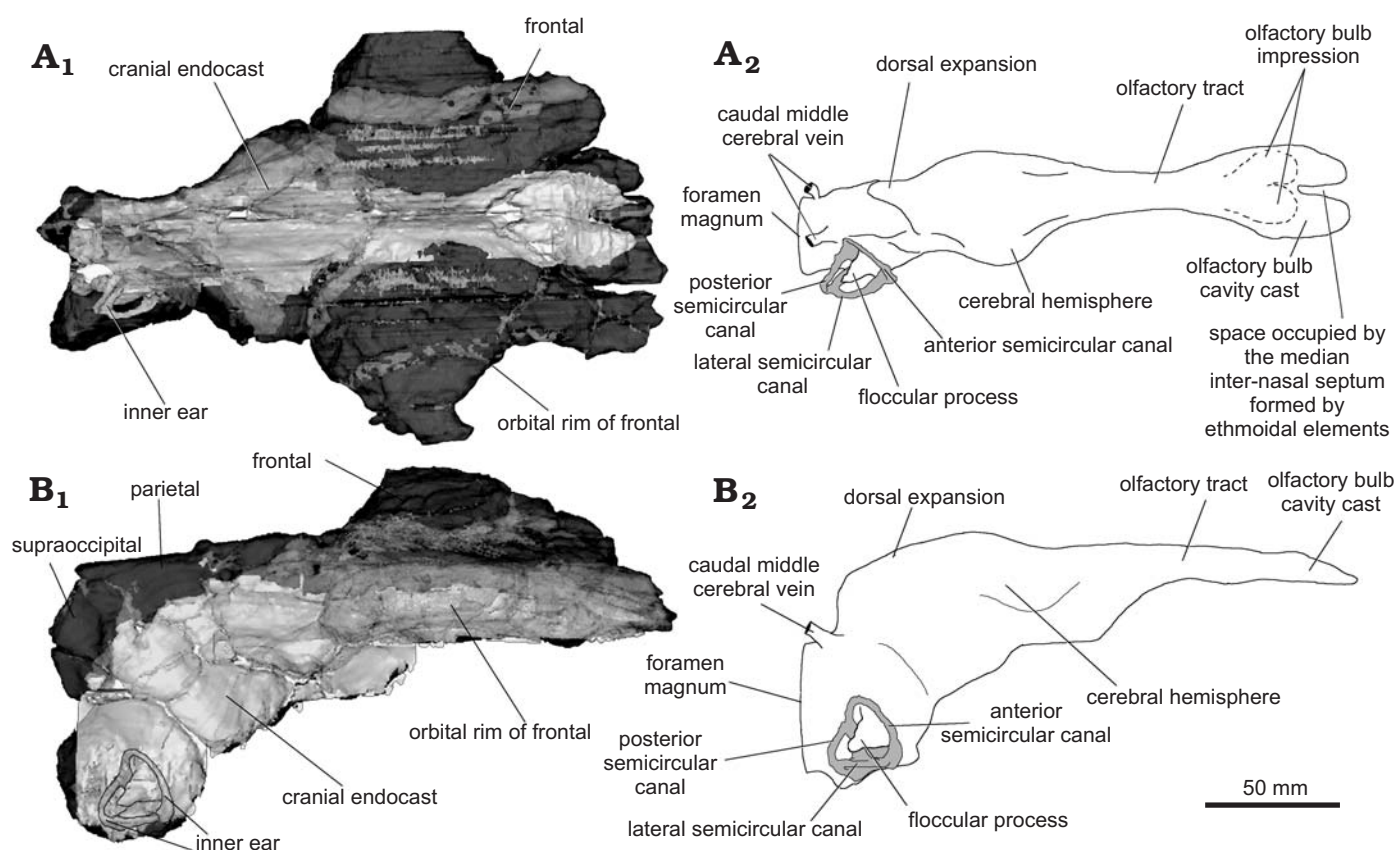 A1
frontal
cranial endocast
inner ear
orbital rim of frontal
A2
olfactory bulb
impression
dorsal expansion
olfactory tract
caudal middle
cerebral vein
foramen
magnum
posterior
semicircular
canal
lateral semicircular
canal
floccular process
cerebral hemisphere
anterior semicircular canal
olfactory bulb
cavity cast
space occupied by
the median
inter-nasal septum
formed by
ethmoidal elements
B1
frontal
parietal
supraoccipital
orbital rim of frontal
cranial endocast
inner ear
B2
dorsal expansion
olfactory tract
olfactory bulb
cavity cast
caudal middle
cerebral vein
foramen
magnum
cerebral hemisphere
anterior
semicircular canal
posterior
semicircular
canal
lateral semicircular canal
floccular process
50 mm